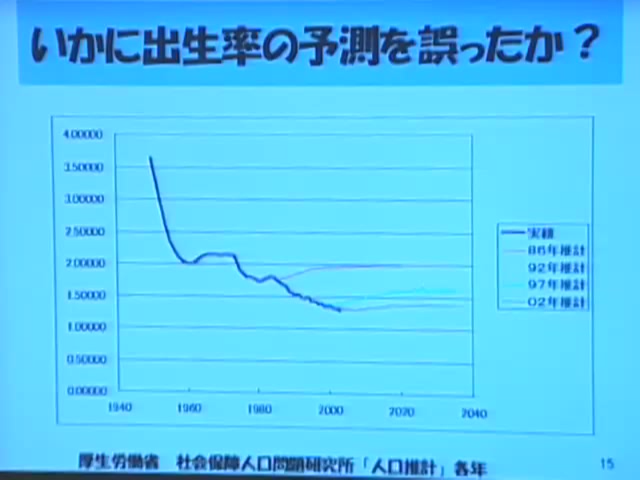 いかに出生率の予測を誤ったか？
4.00000
3.50000
3.00000
2.50000
2.00000
1.50000
1.00000
0.50000
0.00000
1940 1960 1980 2000 2020 2040
実績
86年推計
92年推計
97年推計
02年推計
厚生労働省 社会保障人口問題研究所「人口推計」各年
15